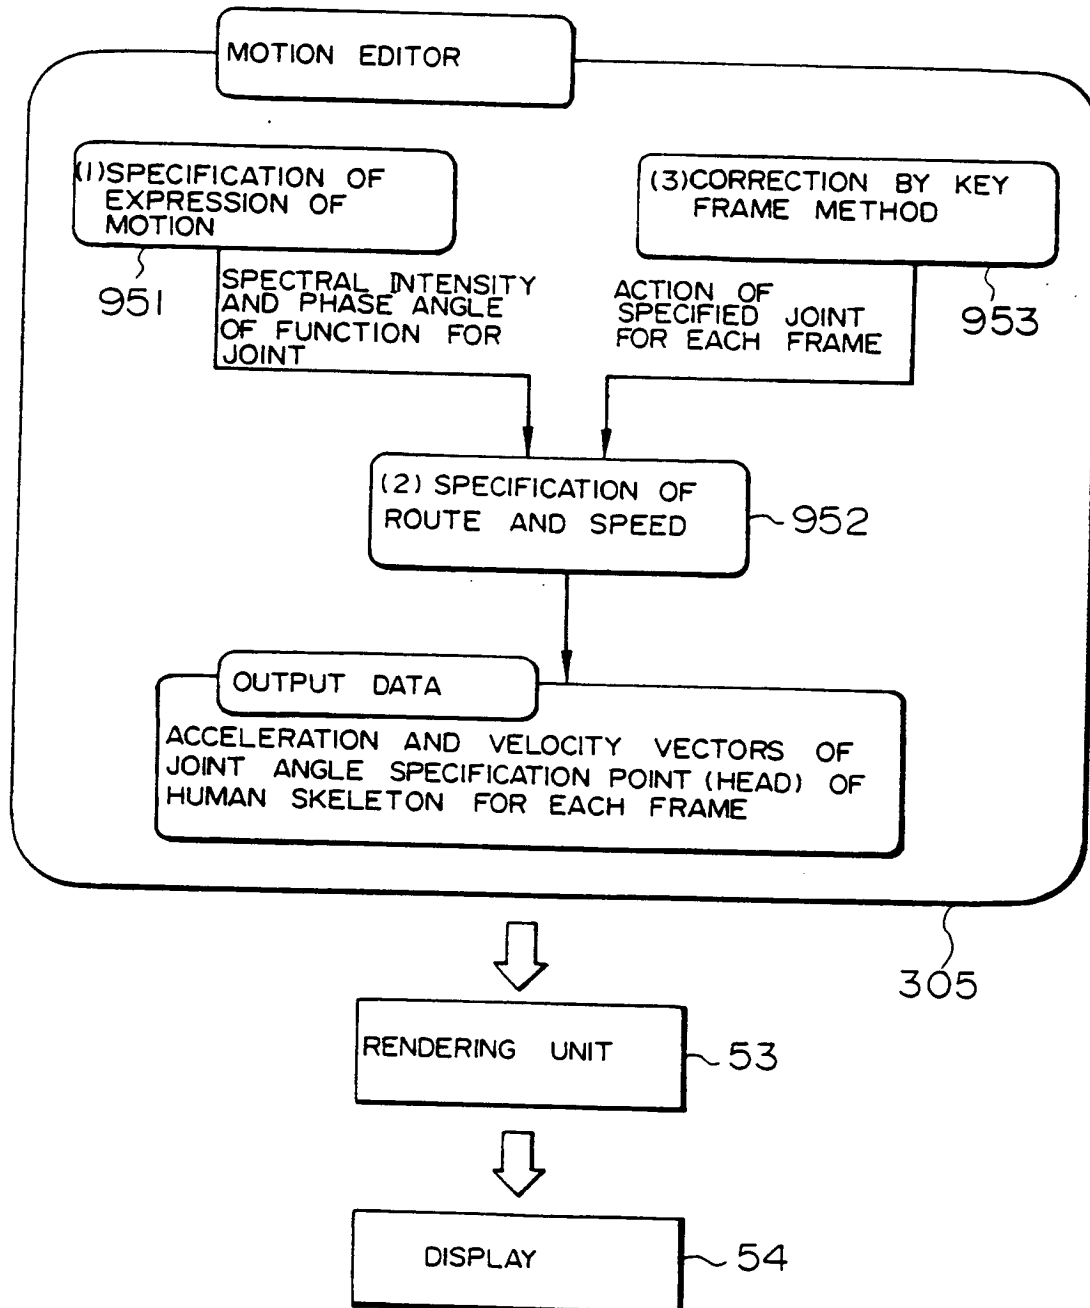 MOTION EDITOR
(1) SPECIFICATION OF
EXPRESSION OF
MOTION
951
SPECTRAL INTENSITY
AND PHASE ANGLE
OF FUNCTION FOR
JOINT
(3) CORRECTION BY KEY
FRAME METHOD
953
ACTION OF
SPECIFIED JOINT
FOR EACH FRAME
(2) SPECIFICATION OF
ROUTE AND SPEED
952
OUTPUT DATA
ACCELERATION AND VELOCITY VECTORS OF
JOINT ANGLE SPECIFICATION POINT (HEAD) OF
HUMAN SKELETON FOR EACH FRAME
305
RENDERING UNIT
53
DISPLAY
54